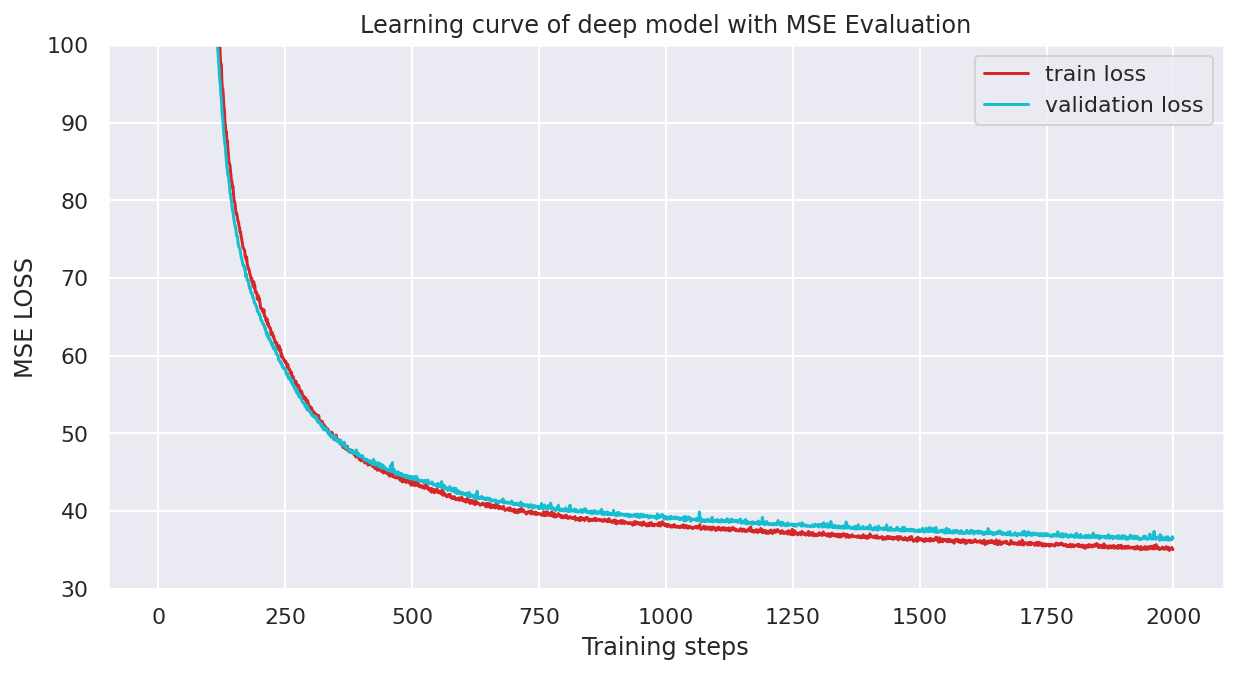 Learning curve of deep model with MSE Evaluation
train loss
validation loss
MSE LOSS
100
90
80
70
60
50
40
30
0 250 500 750 1000 1250 1500 1750 2000
Training steps